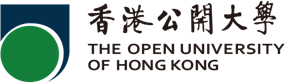 香港公開大學
THE OPEN UNIVERSITY
OF HONG KONG